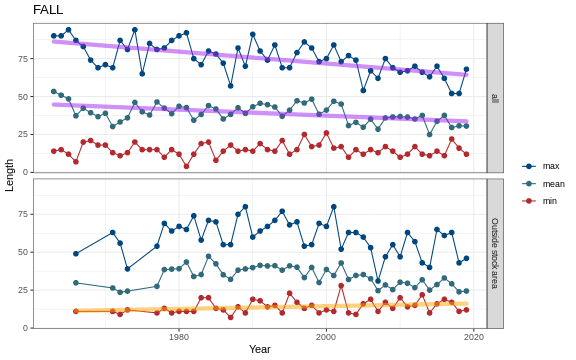 FALL
75
50
25
0
all
75
50
25
0
Outside stock area
1980
2000
2020
Year
Length
max
mean
min